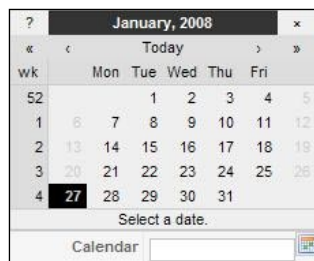 ? January, 2008 ×
« ‹ Today › »
wk Mon Tue Wed Thu Fri
52 1 2 3 4 5
1 6 7 8 9 10 11 12
2 13 14 15 16 17 18 19
3 20 21 22 23 24 25 26
4 27 28 29 30 31
Select a date.
Calendar